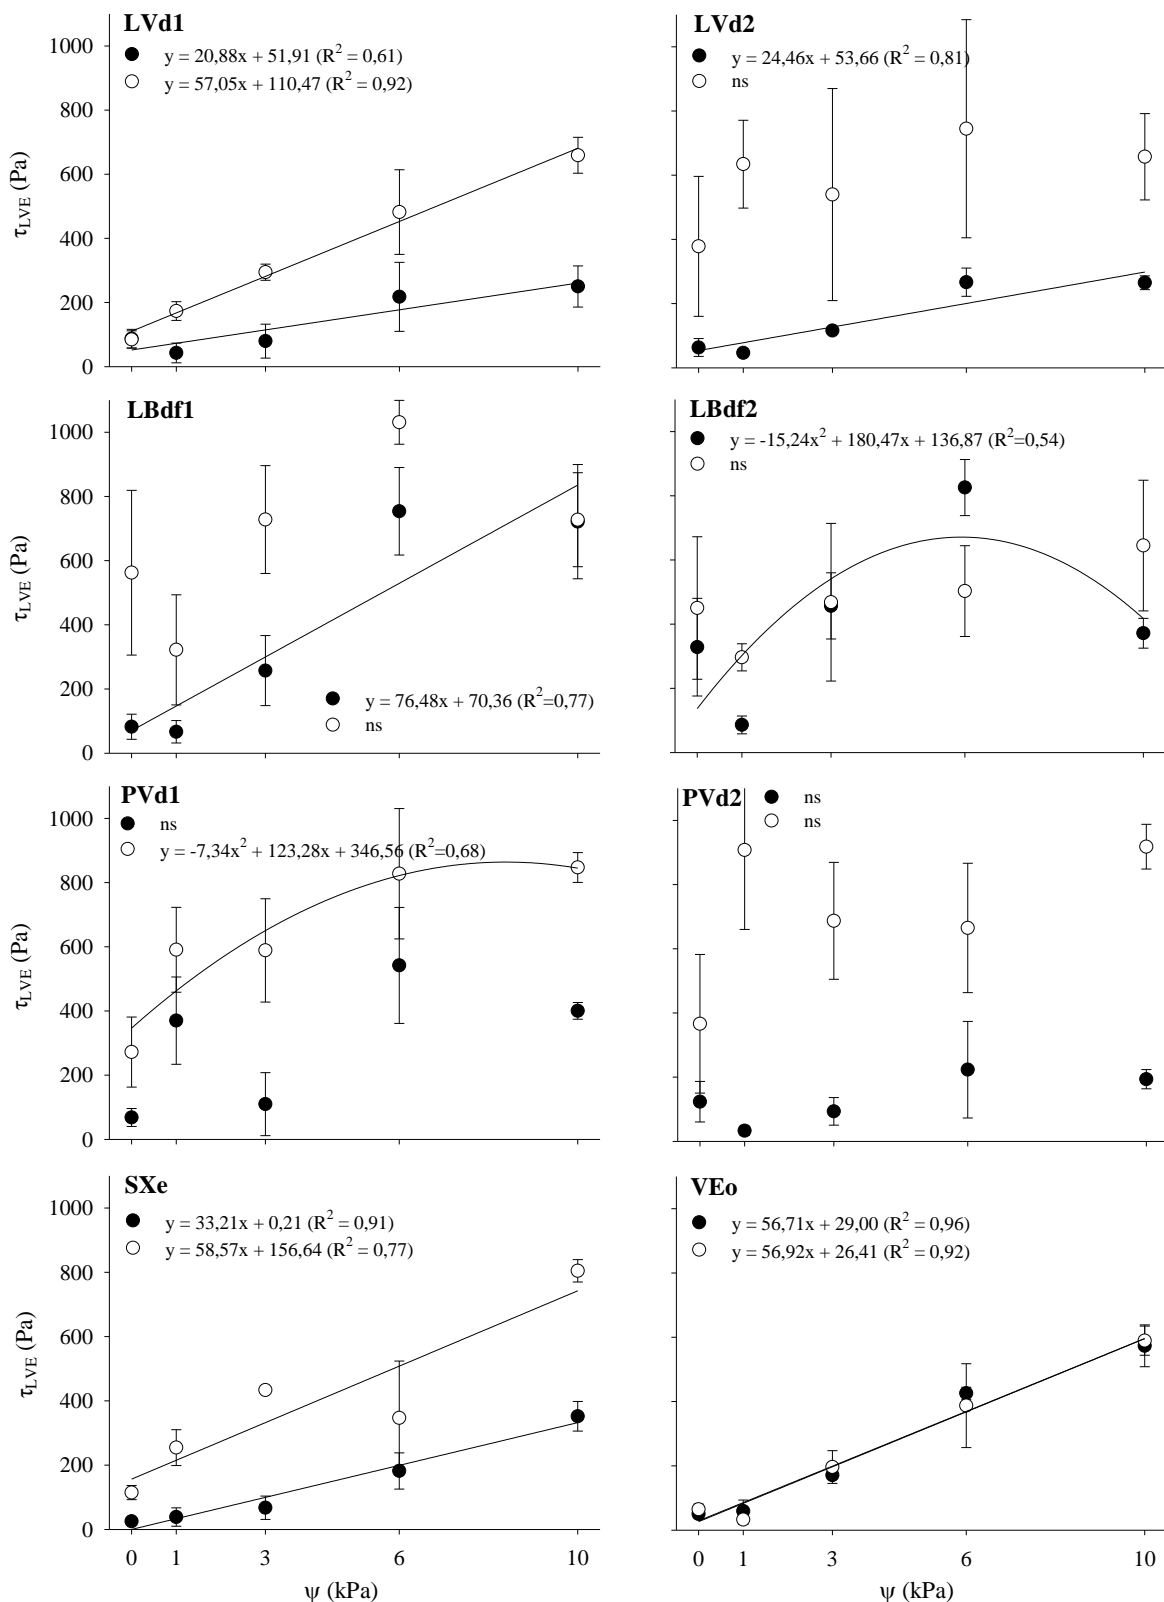 LVd1
y = 20,88x + 51,91 (R² = 0,61)
y = 57,05x + 110,47 (R² = 0,92)
1000
800
600
400
200
0
τLVE (Pa)
LVd2
y = 24,46x + 53,66 (R² = 0,81)
ns
LBdf1
1000
800
600
400
200
0
τLVE (Pa)
y = 76,48x + 70,36 (R²=0,77)
ns
LBdf2
y = -15,24x² + 180,47x + 136,87 (R²=0,54)
ns
PVd1
ns
y = -7,34x² + 123,28x + 346,56 (R²=0,68)
1000
800
600
400
200
0
τLVE (Pa)
PVd2
ns
ns
SXe
y = 33,21x + 0,21 (R² = 0,91)
y = 58,57x + 156,64 (R² = 0,77)
1000
800
600
400
200
0
τLVE (Pa)
0 1 3 6 10
ψ (kPa)
VEo
y = 56,71x + 29,00 (R² = 0,96)
y = 56,92x + 26,41 (R² = 0,92)
0 1 3 6 10
ψ (kPa)